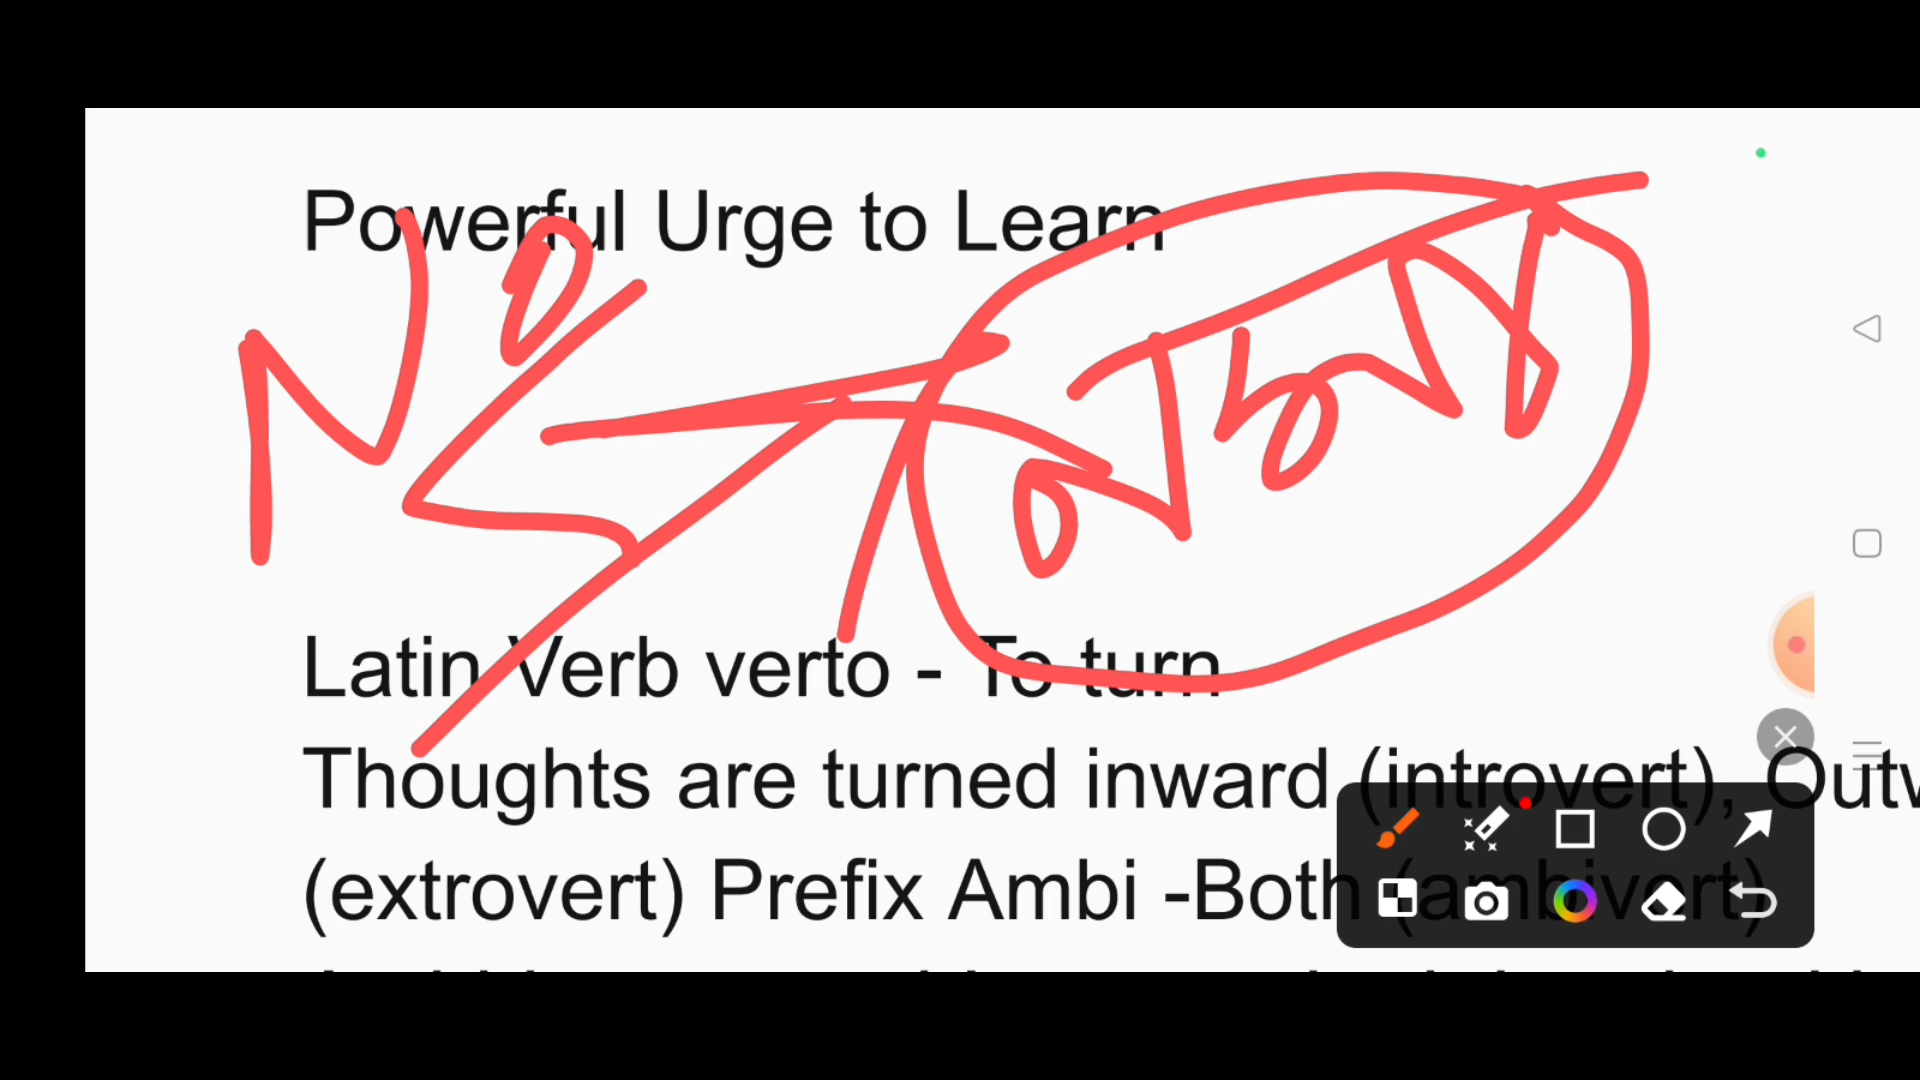 Powerful Urge to Learn
Latin Verb verto - To turn
Thoughts are turned inward (introvert), Outw
(extrovert) Prefix Ambi -Both (ambivert)